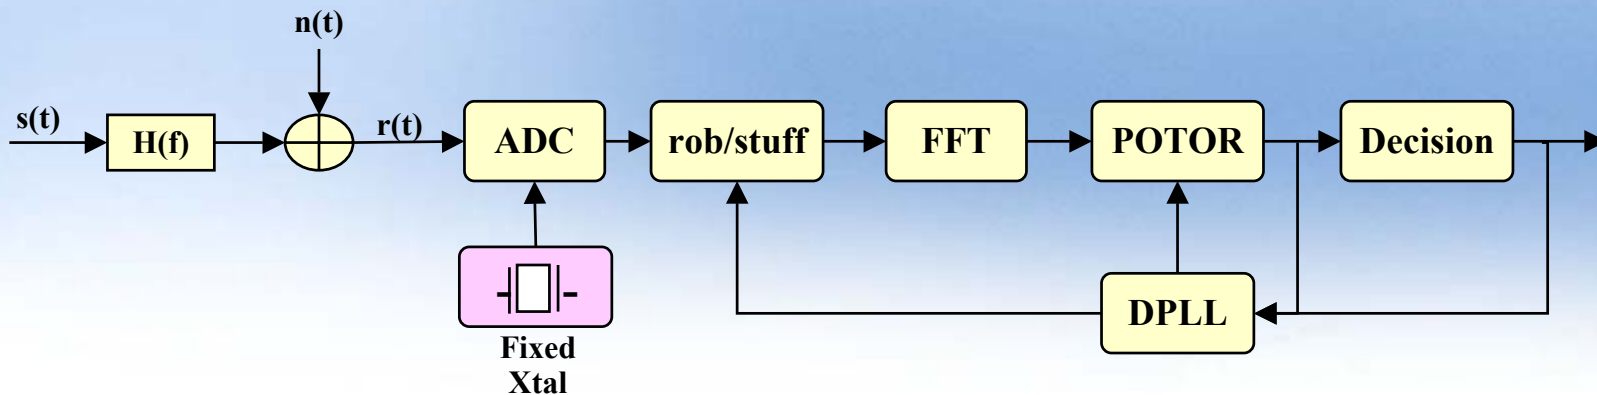 n(t)
s(t)
H(f)
r(t)
ADC
rob/stuff
FFT
POTOR
Decision
DPLL
Fixed
Xtal